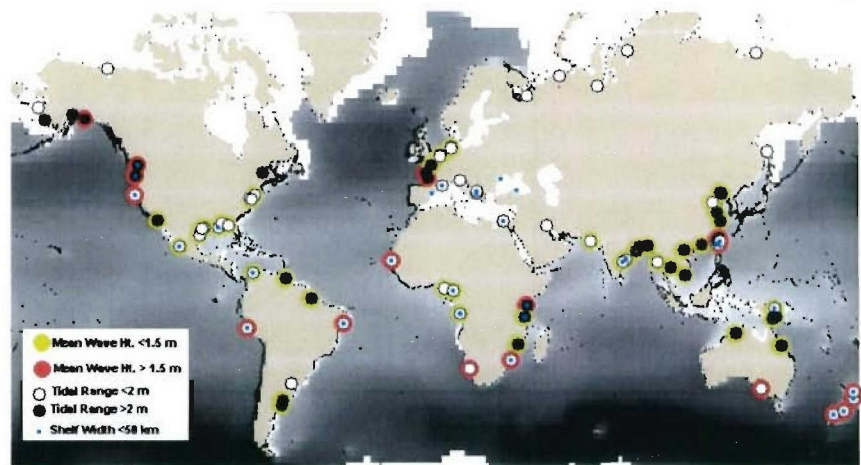 Mean Wave Ht. <1.5 m
Mean Wave Ht. > 1.5 m
Tidal Range <2 m
Tidal Range >2 m
Shelf Width <50 km